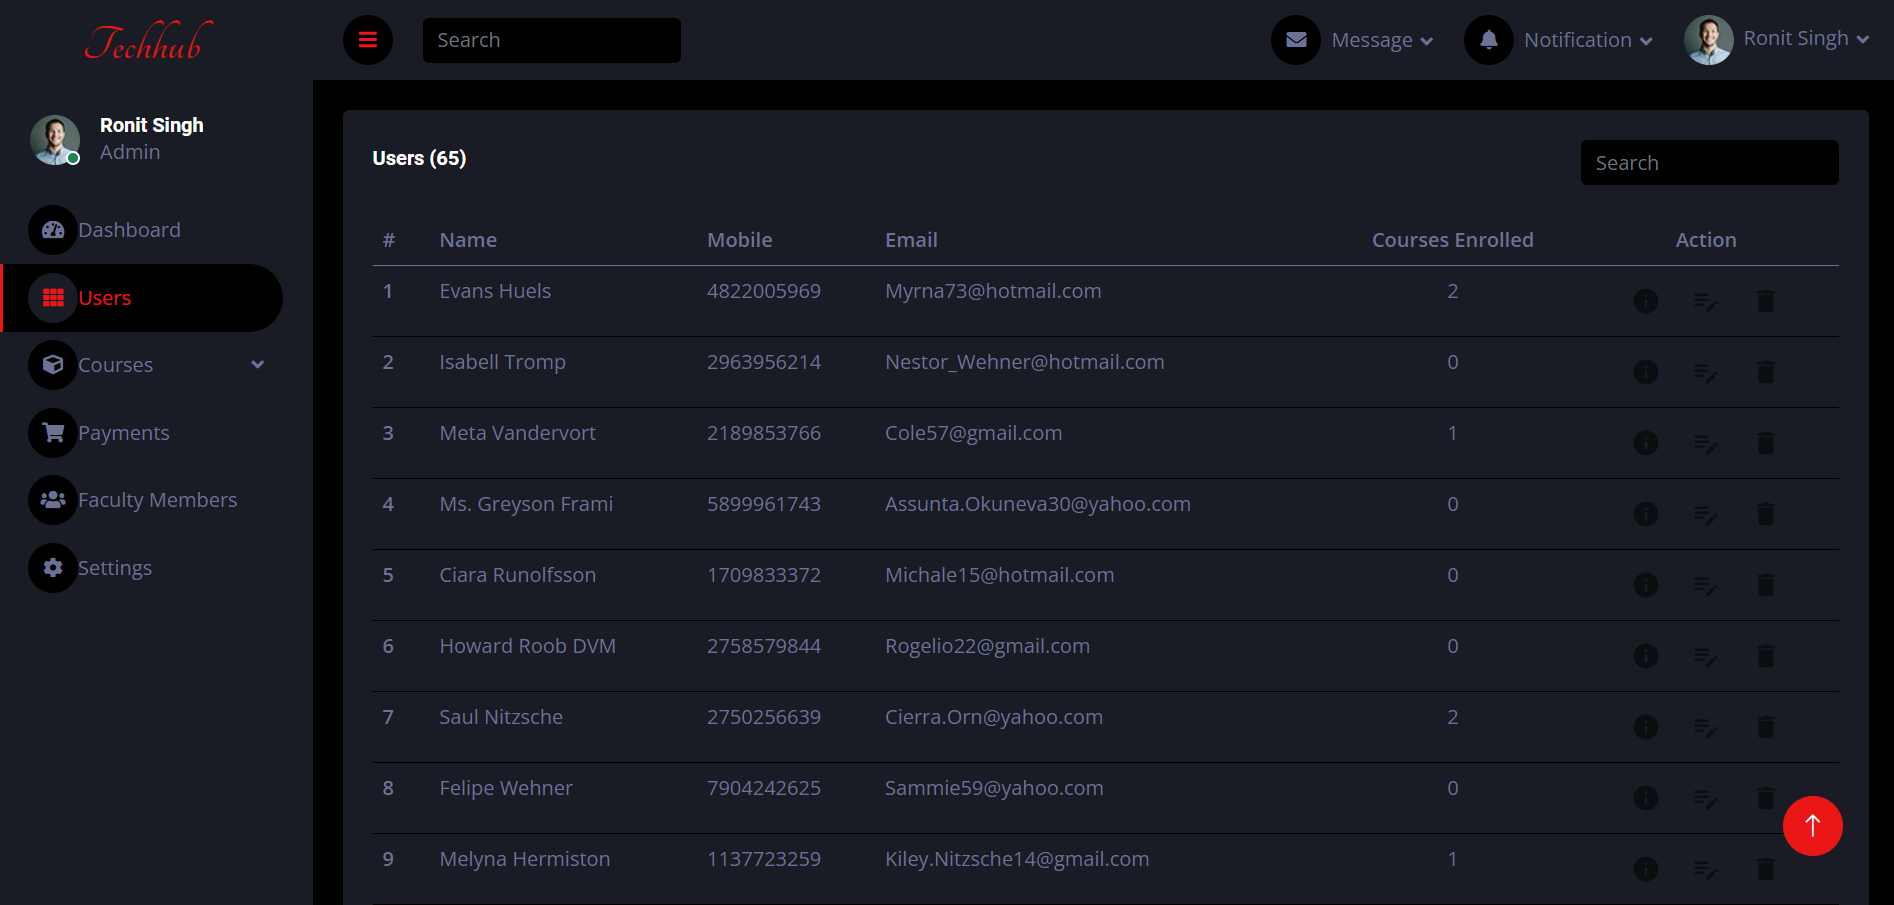 Techhub
Search
Message
Notification
Ronit Singh
Ronit Singh
Admin
Dashboard
Users
Courses
Payments
Faculty Members
Settings
Users (65)
Search
# Name Mobile Email Courses Enrolled Action
1 Evans Huels 4822005969 Myrna73@hotmail.com 2
2 Isabell Tromp 2963956214 Nestor_Wehner@hotmail.com 0
3 Meta Vandervort 2189853766 Cole57@gmail.com 1
4 Ms. Greyson Frami 5899961743 Assunta.Okuneva30@yahoo.com 0
5 Ciara Runolfsson 1709833372 Michale15@hotmail.com 0
6 Howard Roob DVM 2758579844 Rogelio22@gmail.com 0
7 Saul Nitzsche 2750256639 Cierra.Orn@yahoo.com 2
8 Felipe Wehner 7904242625 Sammie59@yahoo.com 0
9 Melyna Hermiston 1137723259 Kiley.Nitzsche14@gmail.com 1